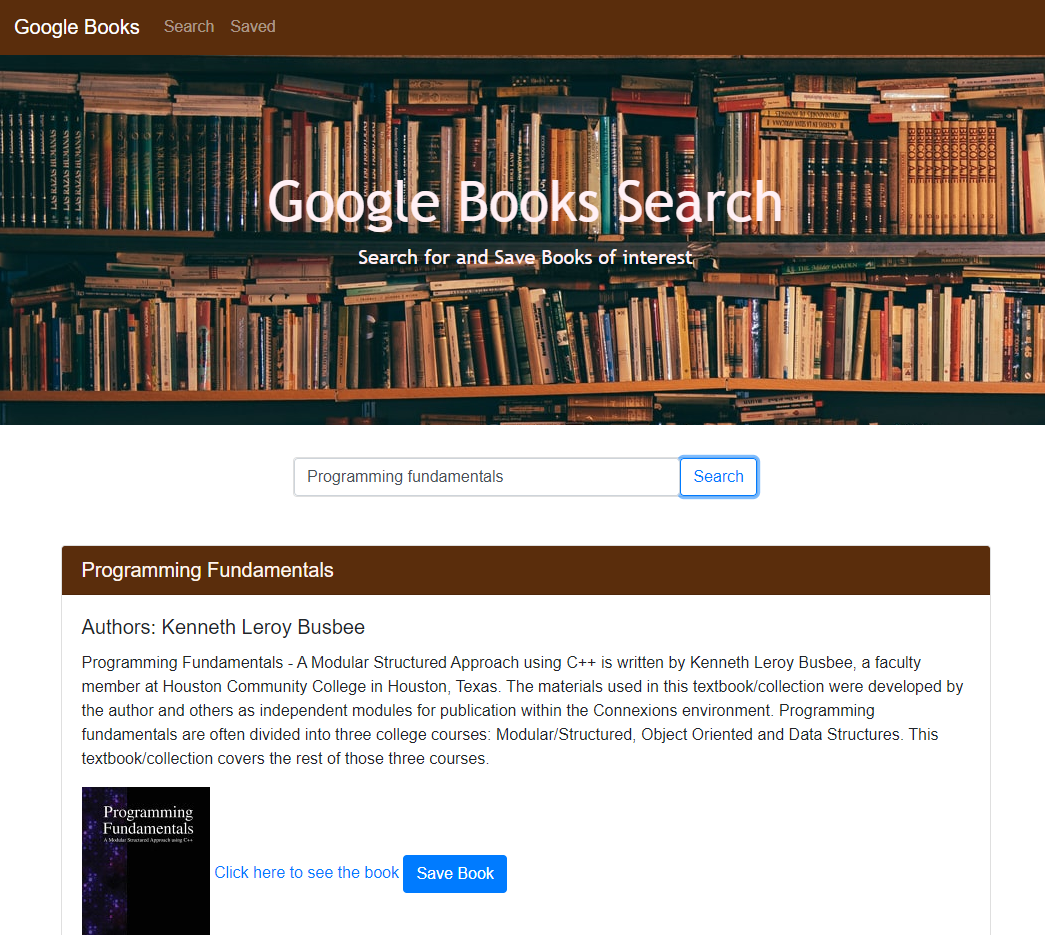 Google Books Search Saved
Google Books Search
Search for and Save Books of interest
Programming fundamentals Search
Programming Fundamentals
Authors: Kenneth Leroy Busbee
Programming Fundamentals - A Modular Structured Approach using C++ is written by Kenneth Leroy Busbee, a faculty
member at Houston Community College in Houston, Texas. The materials used in this textbook/collection were developed by
the author and others as independent modules for publication within the Connexions environment. Programming
fundamentals are often divided into three college courses: Modular/Structured, Object Oriented and Data Structures. This
textbook/collection covers the rest of those three courses.
Programming
Fundamentals
A Modular Structured Approach using C++
Click here to see the book Save Book